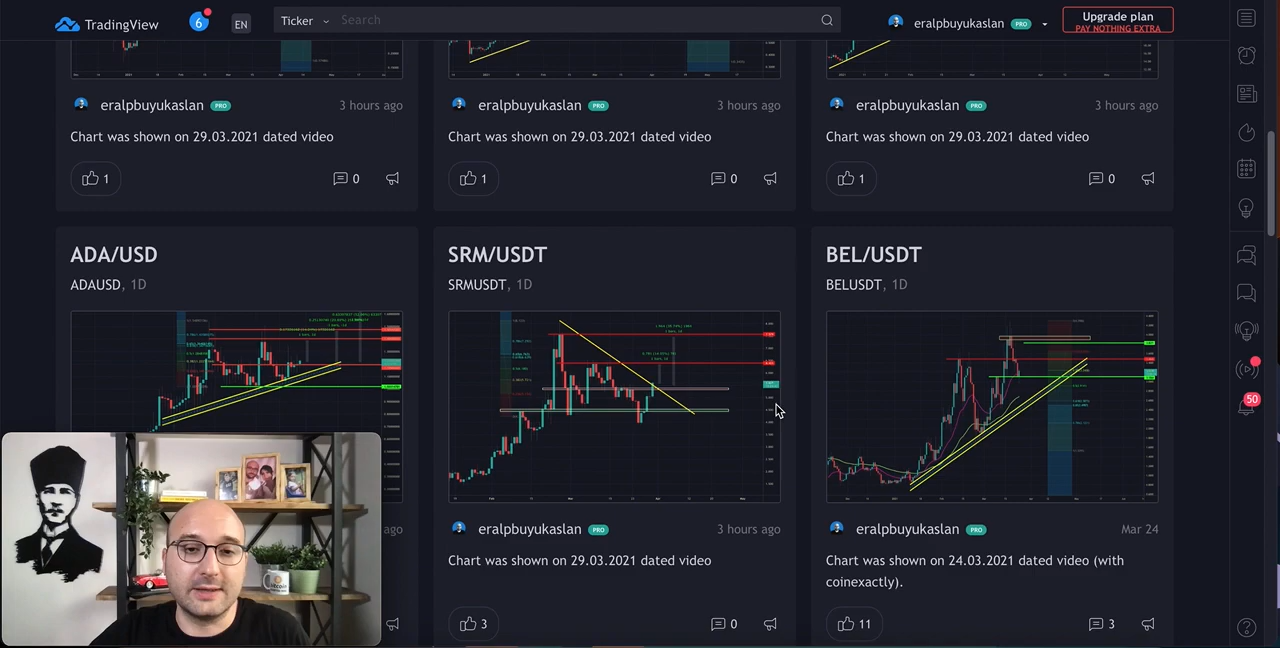 TradingView
6
EN
Ticker
Search
eralpbuyukaslan PRO
Upgrade plan
PAY NOTHING EXTRA
eralpbuyukaslan PRO 3 hours ago
eralpbuyukaslan PRO 3 hours ago
eralpbuyukaslan PRO 3 hours ago
Chart was shown on 29.03.2021 dated video
Chart was shown on 29.03.2021 dated video
Chart was shown on 29.03.2021 dated video
1 0
1 0
1 0
ADA/USD
ADAUSD, 1D
SRM/USDT
SRMUSDT, 1D
BEL/USDT
BELUSDT, 1D
50
ago
eralpbuyukaslan PRO 3 hours ago
eralpbuyukaslan PRO Mar 24
Chart was shown on 29.03.2021 dated video
Chart was shown on 24.03.2021 dated video (with
coinexactly).
3 0
11 3